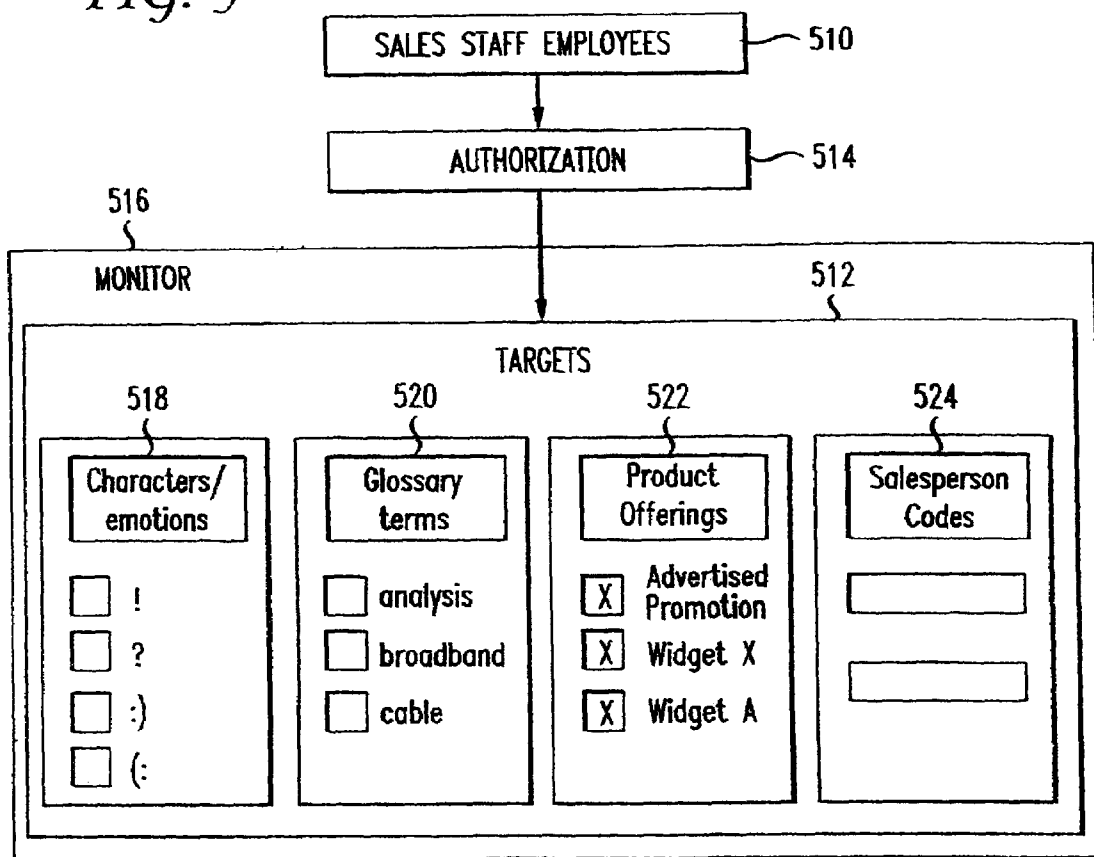 SALES STAFF EMPLOYEES
510
AUTHORIZATION
514
516
MONITOR
512
TARGETS
518
520
522
524
Characters/
emotions
!
?
:)
(:
Glossary
terms
analysis
broadband
cable
Product
Offerings
X Advertised
Promotion
X Widget X
X Widget A
Salesperson
Codes